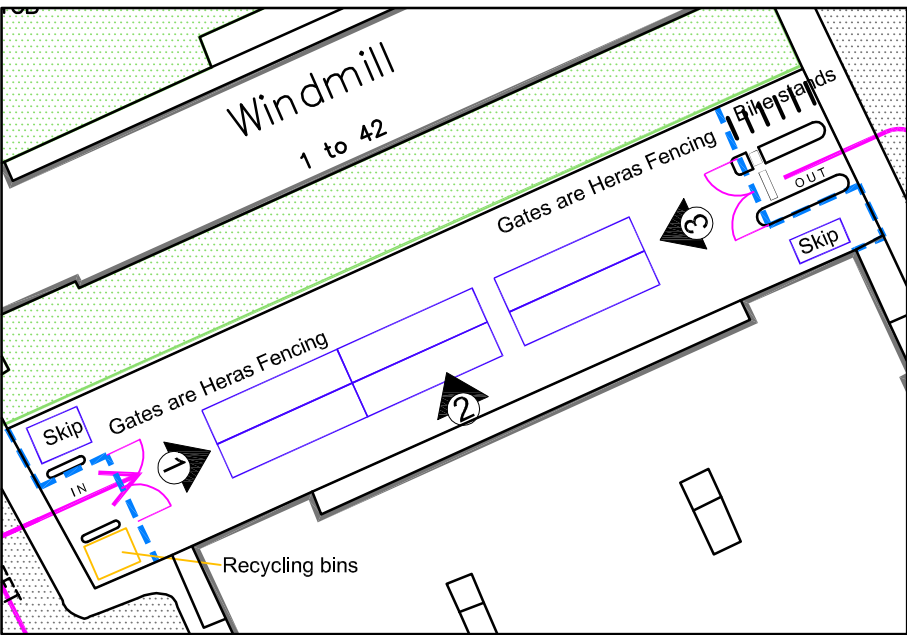 Windmill
1 to 42
Bike stands
Gates are Heras Fencing
OUT
3
Skip
Gates are Heras Fencing
2
Skip
1
IN
Recycling bins